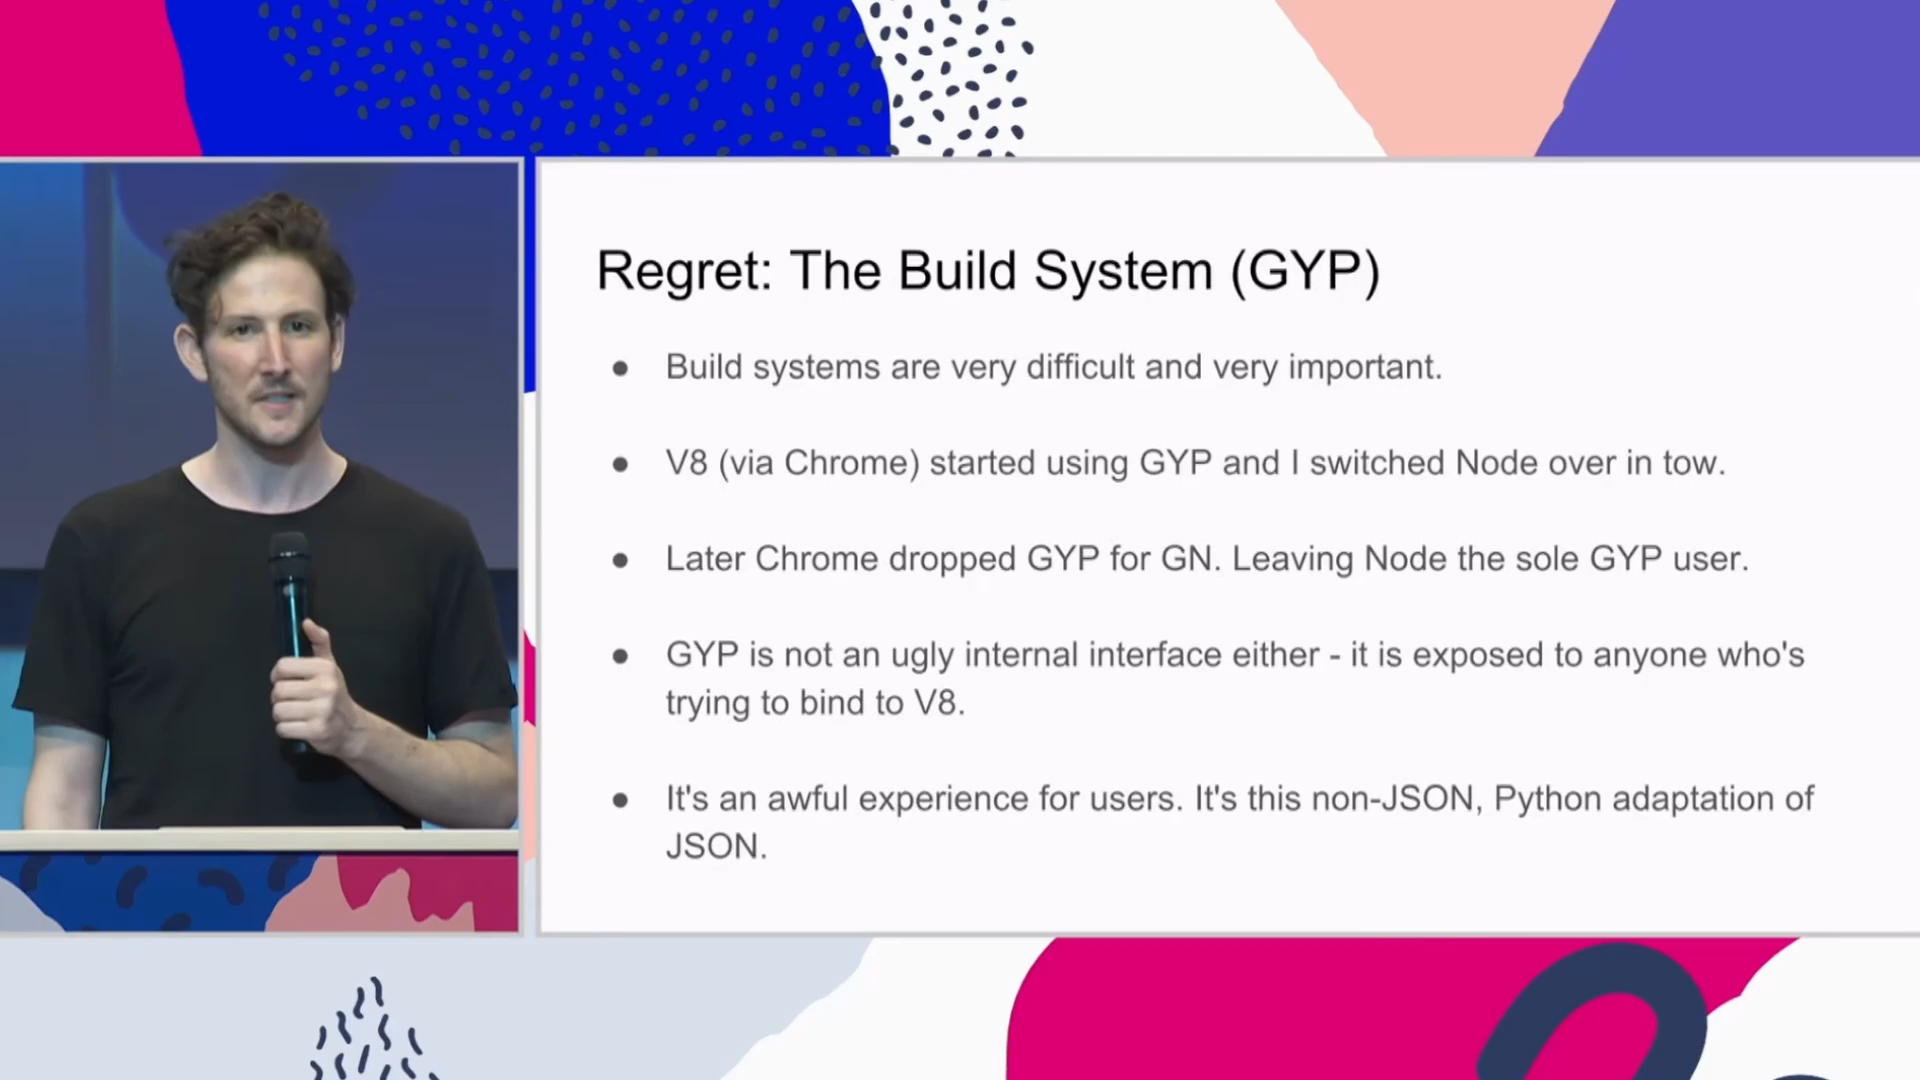 Regret: The Build System (GYP)
● Build systems are very difficult and very important.
● V8 (via Chrome) started using GYP and I switched Node over in tow.
● Later Chrome dropped GYP for GN. Leaving Node the sole GYP user.
● GYP is not an ugly internal interface either - it is exposed to anyone who's
trying to bind to V8.
● It's an awful experience for users. It's this non-JSON, Python adaptation of
JSON.